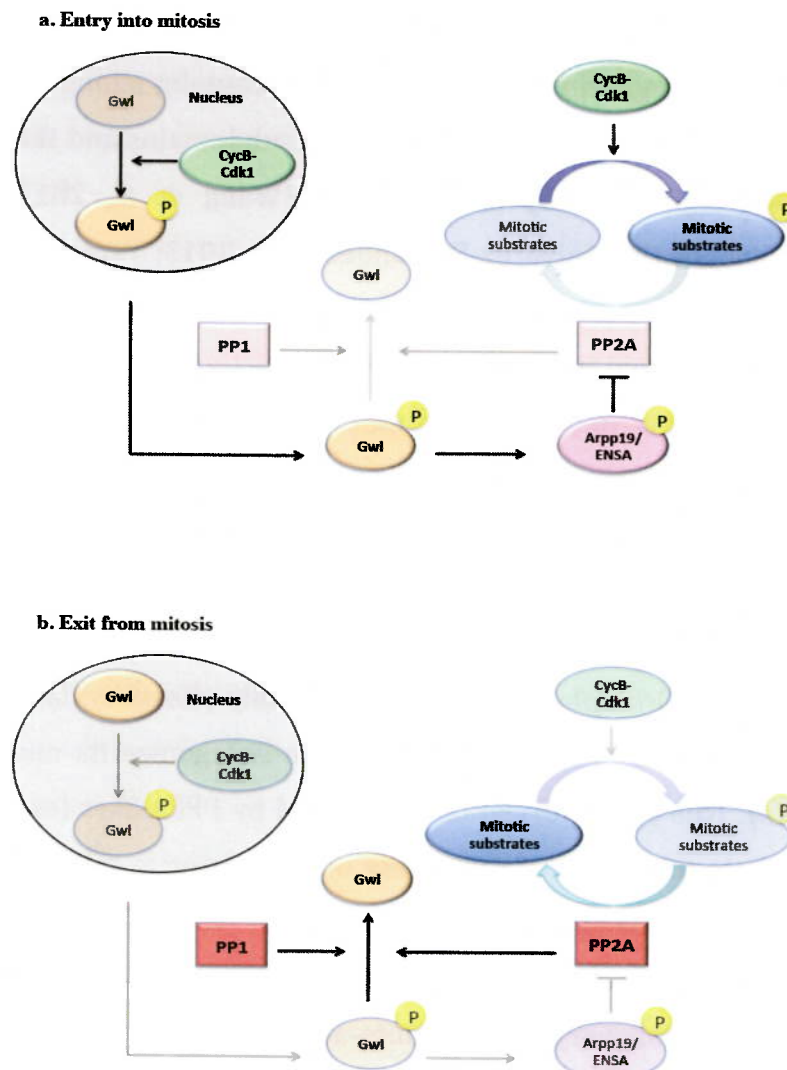 a. Entry into mitosis
Gwl
Nucleus
CycB-
Cdk1
P
Gwl
CycB-
Cdk1
P
Mitotic
substrates
Mitotic
substrates
Gwl
PP1
PP2A
P
Gwl
P
Arpp19/
ENSA
b. Exit from mitosis
Gwl
Nucleus
CycB-
Cdk1
P
Gwl
CycB-
Cdk1
P
Mitotic
substrates
Mitotic
substrates
Gwl
PP1
PP2A
P
Gwl
P
Arpp19/
ENSA